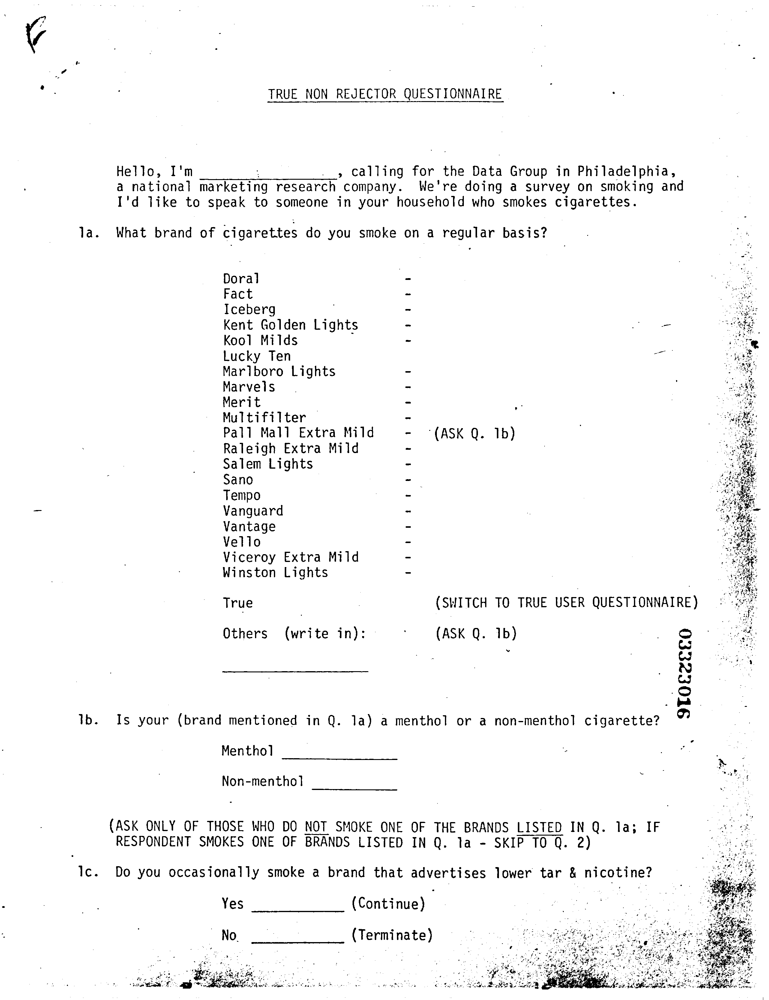 TRUE NON REJECTOR QUESTIONNAIRE
Hello, I'm ______________, calling for the Data Group in Philadelphia,
a national marketing research company. We're doing a survey on smoking and
I'd like to speak to someone in your household who smokes cigarettes.
1a. What brand of cigarettes do you smoke on a regular basis?
Doral -
Fact -
Iceberg -
Kent Golden Lights -
Kool Milds -
Lucky Ten
Marlboro Lights -
Marvels -
Merit -
Multifilter -
Pall Mall Extra Mild - (ASK Q. 1b)
Raleigh Extra Mild -
Salem Lights -
Sano -
Tempo -
Vanguard -
Vantage -
Vello -
Viceroy Extra Mild -
Winston Lights -
True (SWITCH TO TRUE USER QUESTIONNAIRE)
Others (write in): (ASK Q. 1b)
________________
03323016
1b. Is your (brand mentioned in Q. 1a) a menthol or a non-menthol cigarette?
Menthol ____________
Non-menthol _________
(ASK ONLY OF THOSE WHO DO NOT SMOKE ONE OF THE BRANDS LISTED IN Q. 1a; IF
RESPONDENT SMOKES ONE OF BRANDS LISTED IN Q. 1a - SKIP TO Q. 2)
1c. Do you occasionally smoke a brand that advertises lower tar & nicotine?
Yes __________ (Continue)
No __________ (Terminate)